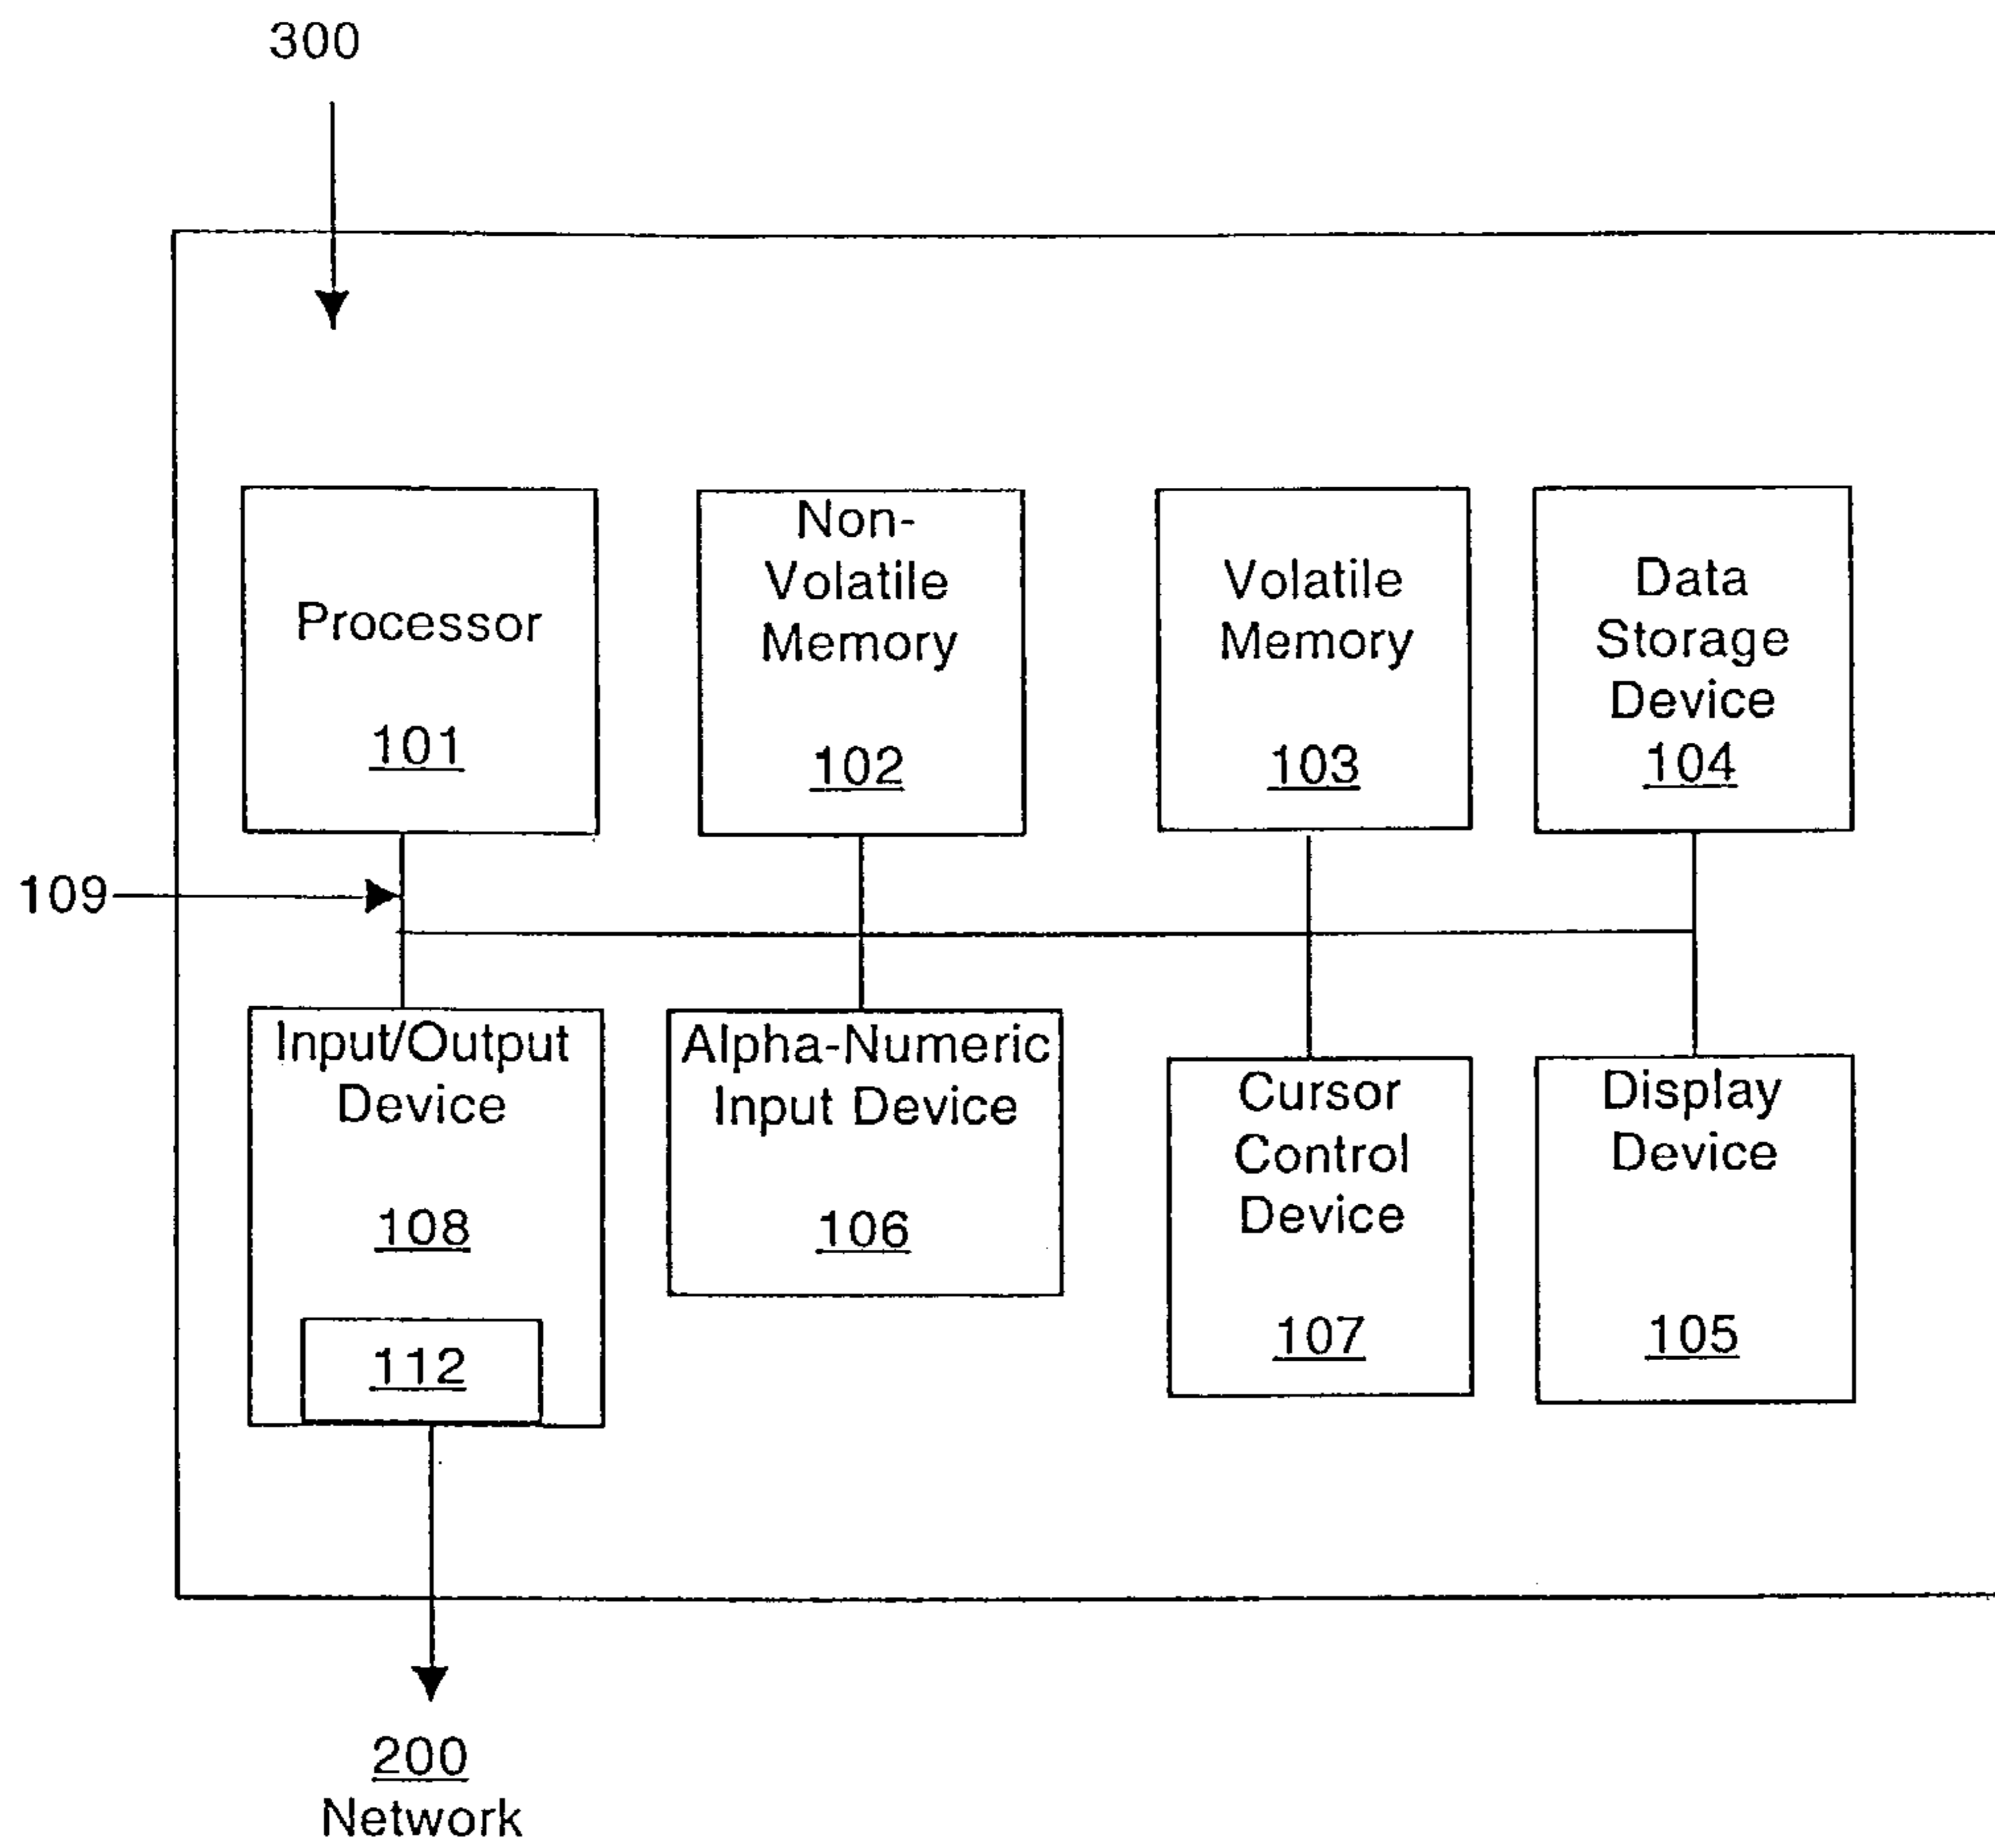 300
Processor
101
Non-
Volatile
Memory
102
Volatile
Memory
103
Data
Storage
Device
104
109
Input/Output
Device
108
112
Alpha-Numeric
Input Device
106
Cursor
Control
Device
107
Display
Device
105
200
Network